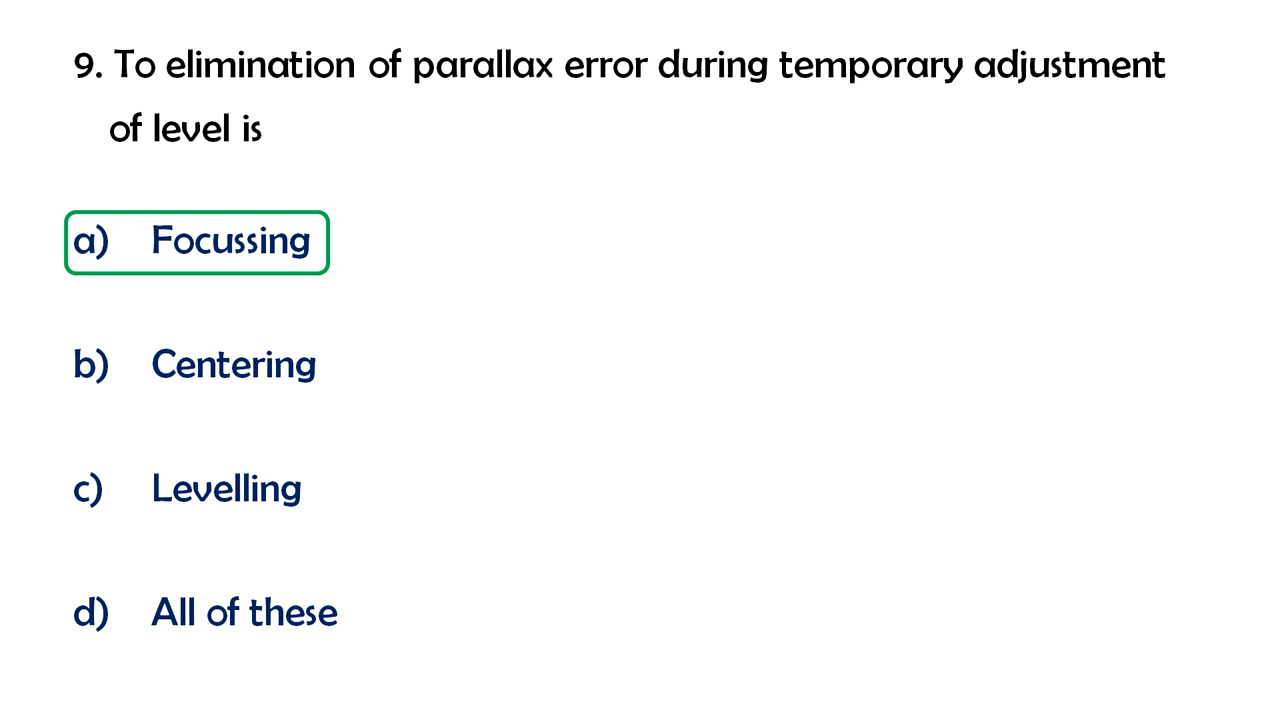 9. To elimination of parallax error during temporary adjustment
of level is
a) Focussing
b) Centering
c) Levelling
d) All of these